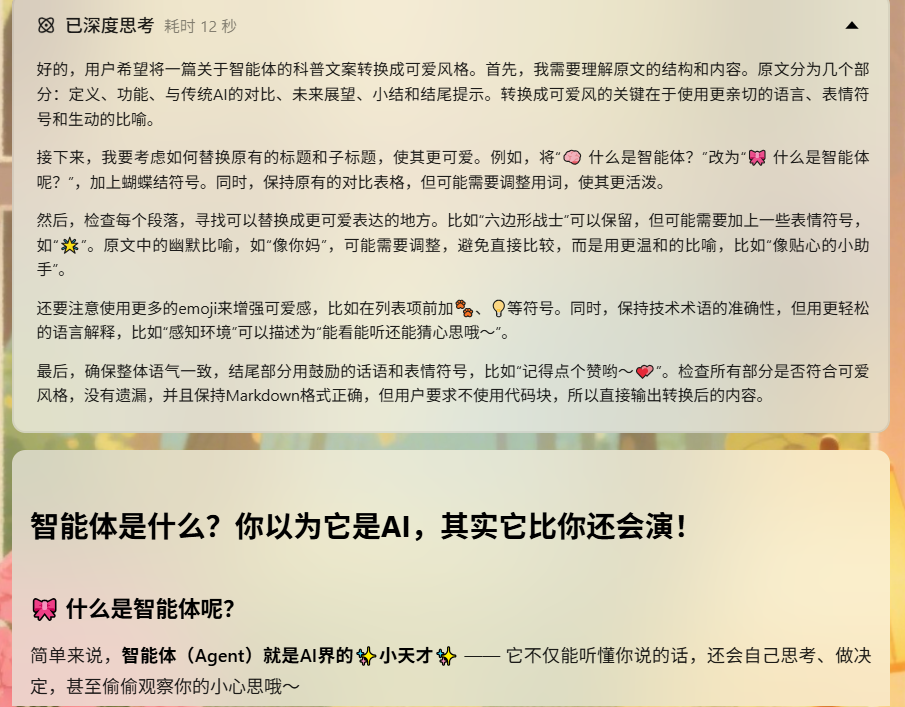 已深度思考 耗时 12 秒
好的，用户希望将一篇关于智能体的科普文案转换成可爱风格。首先，我需要理解原文的结构和内容。原文分为几个部
分：定义、功能、与传统AI的对比、未来展望、小结和结尾提示。转换成可爱风的关键在于使用更亲切的语言、表情符
号和生动的比喻。
接下来，我要考虑如何替换原有的标题和子标题，使其更可爱。例如，将“🧠 什么是智能体？”改为“🎀 什么是智能体
呢？”，加上蝴蝶结符号。同时，保持原有的对比表格，但可能需要调整用词，使其更活泼。
然后，检查每个段落，寻找可以替换成更可爱表达的地方。比如“六边形战士”可以保留，但可能需要加上一些表情符号，
如“🌟”。原文中的幽默比喻，如“像你妈”，可能需要调整，避免直接比较，而是用更温和的比喻，比如“像贴心的小助
手”。
还要注意使用更多的emoji来增强可爱感，比如在列表项前加🐾、💡等符号。同时，保持技术术语的准确性，但用更轻松
的语言解释，比如“感知环境”可以描述为“能看能听还能猜心思哦～”。
最后，确保整体语气一致，结尾部分用鼓励的话语和表情符号，比如“记得点个赞哟～💕”。检查所有部分是否符合可爱
风格，没有遗漏，并且保持Markdown格式正确，但用户要求不使用代码块，所以直接输出转换后的内容。
智能体是什么？你以为它是AI，其实它比你还会演！
🎀 什么是智能体呢？
简单来说，智能体（Agent）就是AI界的✨小天才✨ —— 它不仅能听懂你说的话，还会自己思考、做决
定，甚至偷偷观察你的小心思哦～